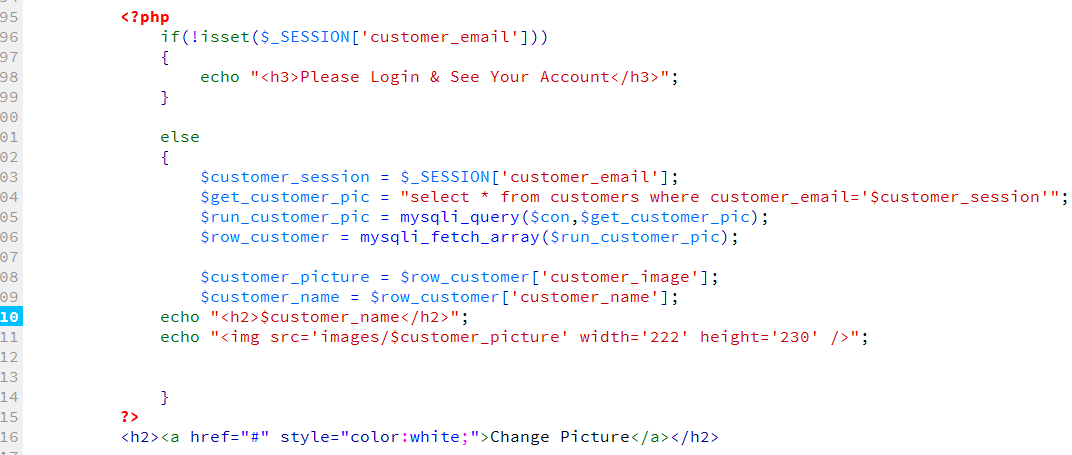 95 <?php
96 if(!isset($_SESSION['customer_email']))
97 {
98 echo "<h3>Please Login & See Your Account</h3>";
99 }
00
01 else
02 {
03 $customer_session = $_SESSION['customer_email'];
04 $get_customer_pic = "select * from customers where customer_email='$customer_session'";
05 $run_customer_pic = mysqli_query($con,$get_customer_pic);
06 $row_customer = mysqli_fetch_array($run_customer_pic);
07
08 $customer_picture = $row_customer['customer_image'];
09 $customer_name = $row_customer['customer_name'];
10 echo "<h2>$customer_name</h2>";
11 echo "<img src='images/$customer_picture' width='222' height='230' />";
12
13
14 }
15 ?>
16 <h2><a href="#" style="color:white;">Change Picture</a></h2>